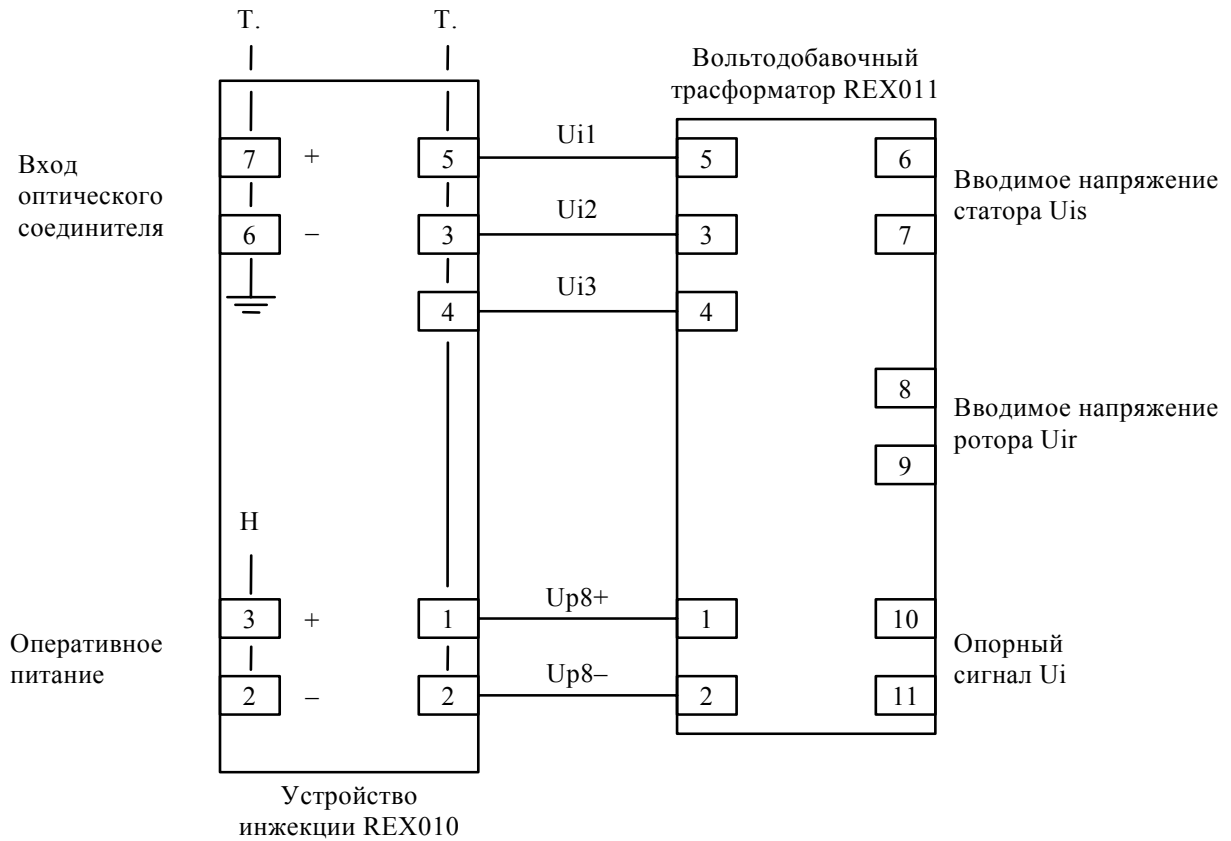 Т.
Т.
Вольтодобавочный
трасформатор REX011
Вход
оптического
соединителя
7
+
5
Ui1
5
6
Вводимое напряжение
статора Uis
6
–
3
Ui2
3
7
4
Ui3
4
8
Вводимое напряжение
ротора Uir
9
Н
Оперативное
питание
3
+
1
Up8+
1
10
Опорный
сигнал Ui
2
–
2
Up8–
2
11
Устройство
инжекции REX010